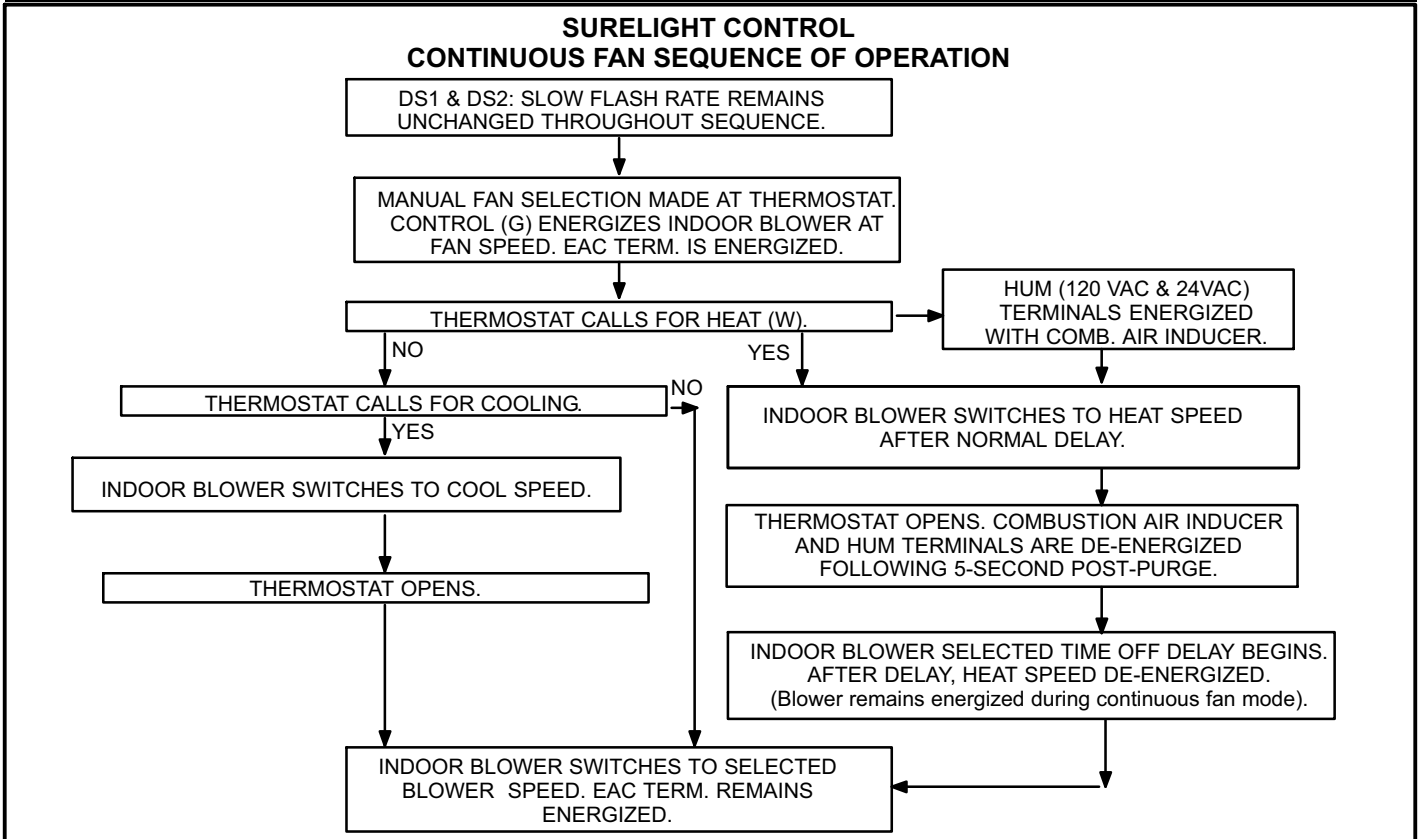 SURELIGHT CONTROL
CONTINUOUS FAN SEQUENCE OF OPERATION
DS1 & DS2: SLOW FLASH RATE REMAINS
UNCHANGED THROUGHOUT SEQUENCE.
MANUAL FAN SELECTION MADE AT THERMOSTAT.
CONTROL (G) ENERGIZES INDOOR BLOWER AT
FAN SPEED. EAC TERM. IS ENERGIZED.
THERMOSTAT CALLS FOR HEAT (W).
HUM (120 VAC & 24VAC)
TERMINALS ENERGIZED
WITH COMB. AIR INDUCER.
NO
YES
THERMOSTAT CALLS FOR COOLING.
NO
YES
INDOOR BLOWER SWITCHES TO HEAT SPEED
AFTER NORMAL DELAY.
INDOOR BLOWER SWITCHES TO COOL SPEED.
THERMOSTAT OPENS. COMBUSTION AIR INDUCER
AND HUM TERMINALS ARE DE-ENERGIZED
FOLLOWING 5-SECOND POST-PURGE.
THERMOSTAT OPENS.
INDOOR BLOWER SELECTED TIME OFF DELAY BEGINS.
AFTER DELAY, HEAT SPEED DE-ENERGIZED.
(Blower remains energized during continuous fan mode).
INDOOR BLOWER SWITCHES TO SELECTED
BLOWER SPEED. EAC TERM. REMAINS
ENERGIZED.